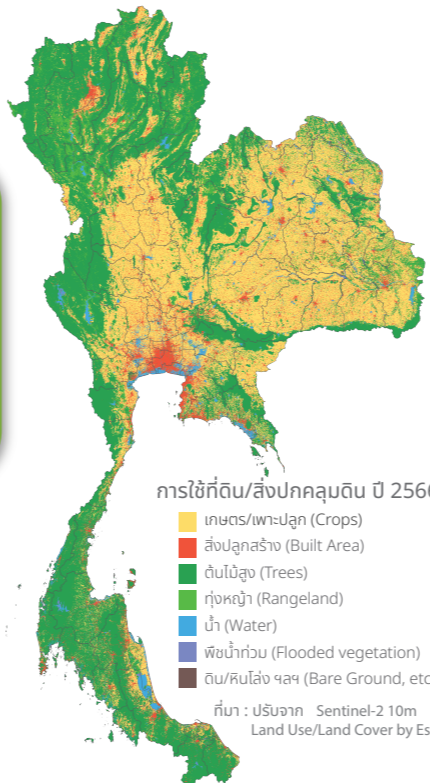 การใช้ที่ดิน/สิ่งปกคลุมดิน ปี 2566
เกษตร/เพาะปลูก (Crops)
สิ่งปลูกสร้าง (Built Area)
ต้นไม้สูง (Trees)
ทุ่งหญ้า (Rangeland)
น้ำ (Water)
พืชน้ำท่วม (Flooded vegetation)
ดิน/หินโล่ง ฯลฯ (Bare Ground, etc
ที่มา : ปรับจาก Sentinel-2 10m
Land Use/Land Cover by Es